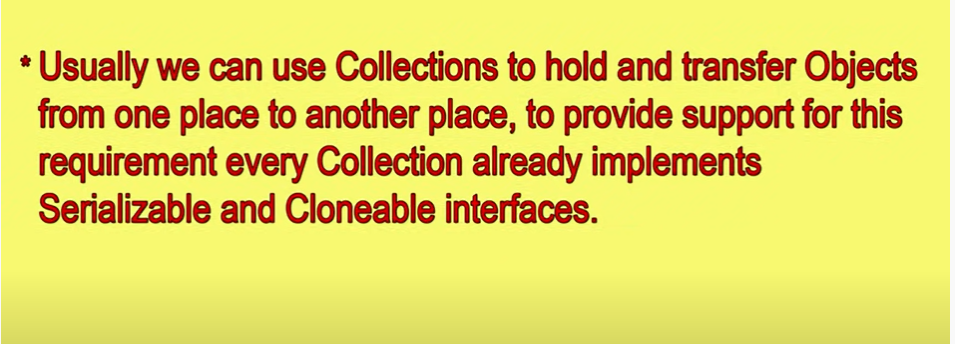 * Usually we can use Collections to hold and transfer Objects
from one place to another place, to provide support for this
requirement every Collection already implements
Serializable and Cloneable interfaces.